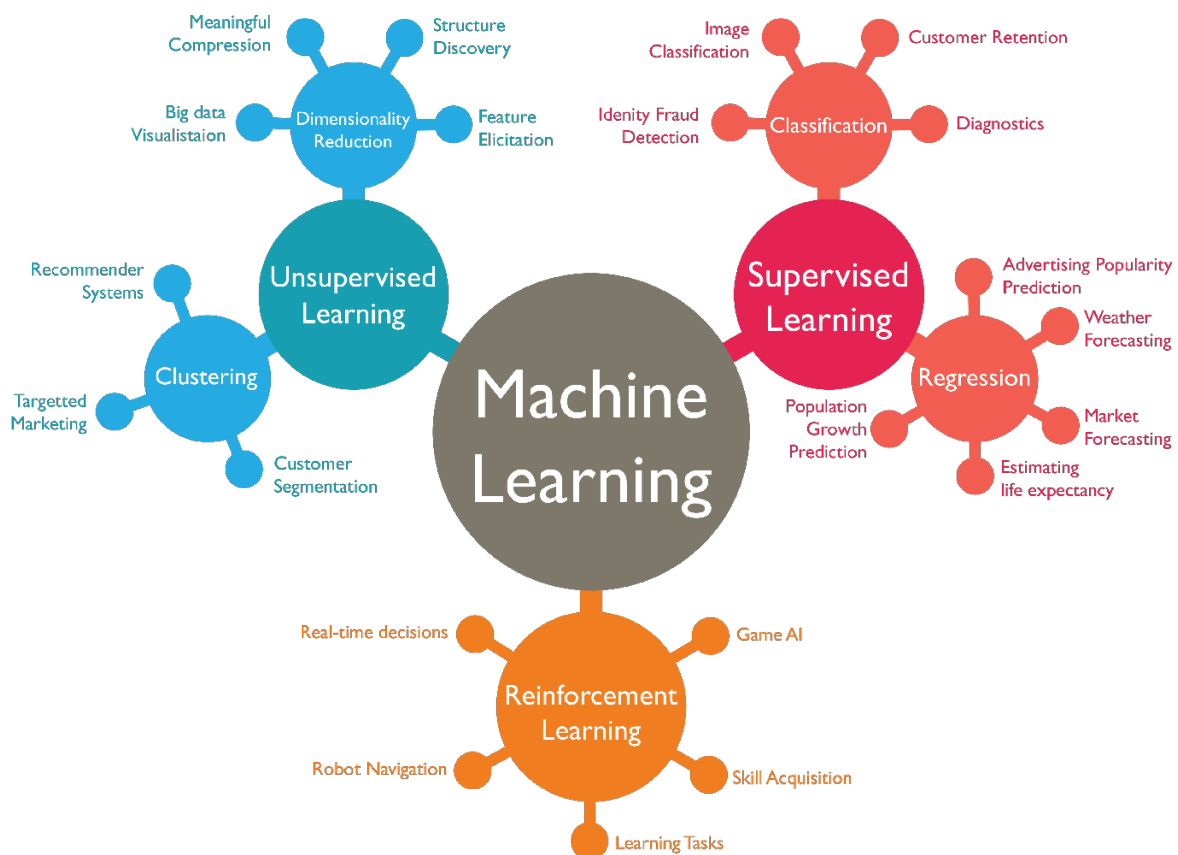 Meaningful
Compression
Structure
Discovery
Big data
Visualistaion
Dimensionality
Reduction
Feature
Elicitation
Image
Classification
Customer Retention
Idenity Fraud
Detection
Classification
Diagnostics
Recommender
Systems
Unsupervised
Learning
Clustering
Targetted
Marketing
Customer
Segmentation
Machine
Learning
Supervised
Learning
Advertising Popularity
Prediction
Weather
Forecasting
Regression
Population
Growth
Prediction
Market
Forecasting
Estimating
life expectancy
Real-time decisions
Game AI
Reinforcement
Learning
Robot Navigation
Skill Acquisition
Learning Tasks